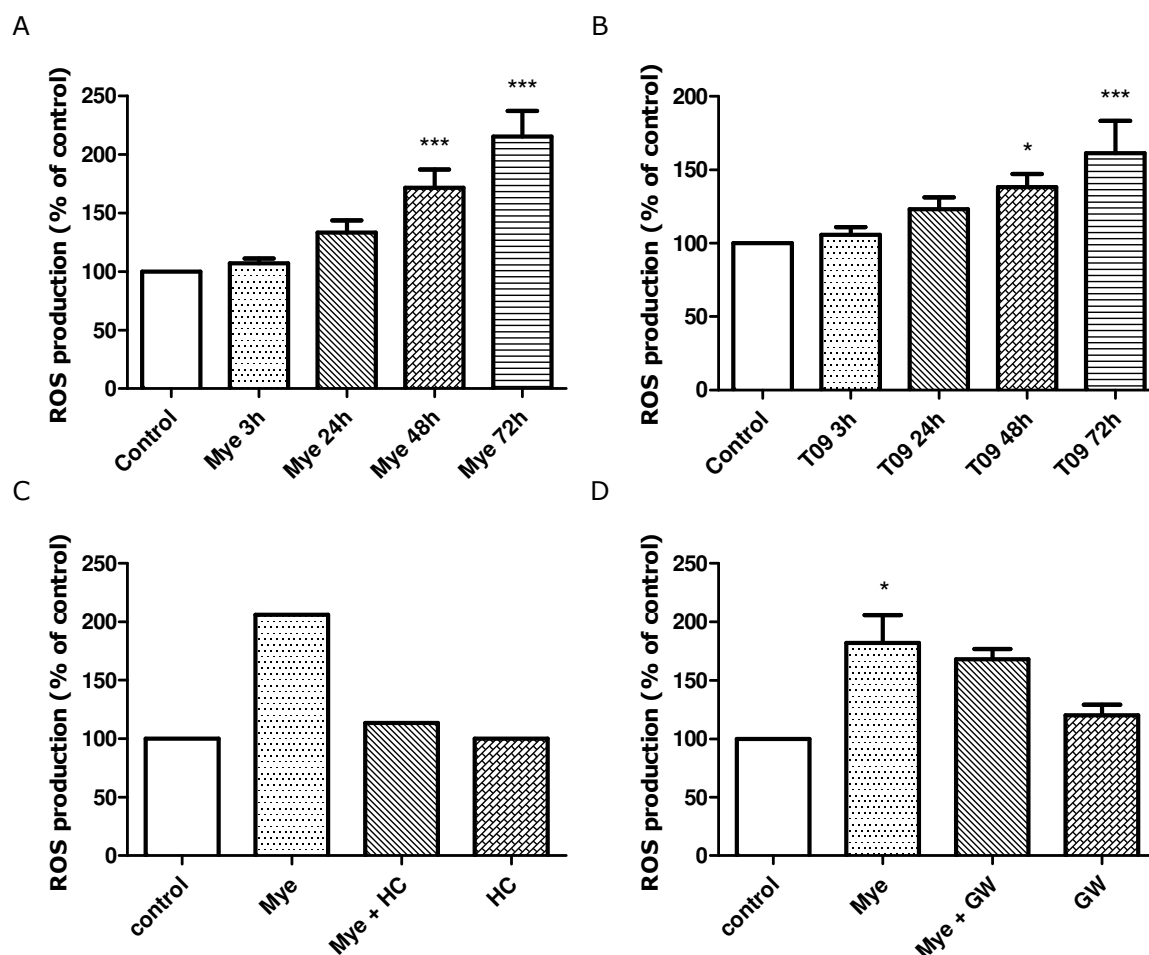 A
ROS production (% of control)
250
200
150
100
50
0
***
***
Control
Mye 3h
Mye 24h
Mye 48h
Mye 72h
B
ROS production (% of control)
200
150
100
50
0
*
***
Control
T09 3h
T09 24h
T09 48h
T09 72h
C
ROS production (% of control)
250
200
150
100
50
0
control
Mye
Mye + HC
HC
D
ROS production (% of control)
250
200
150
100
50
0
*
control
Mye
Mye + GW
GW